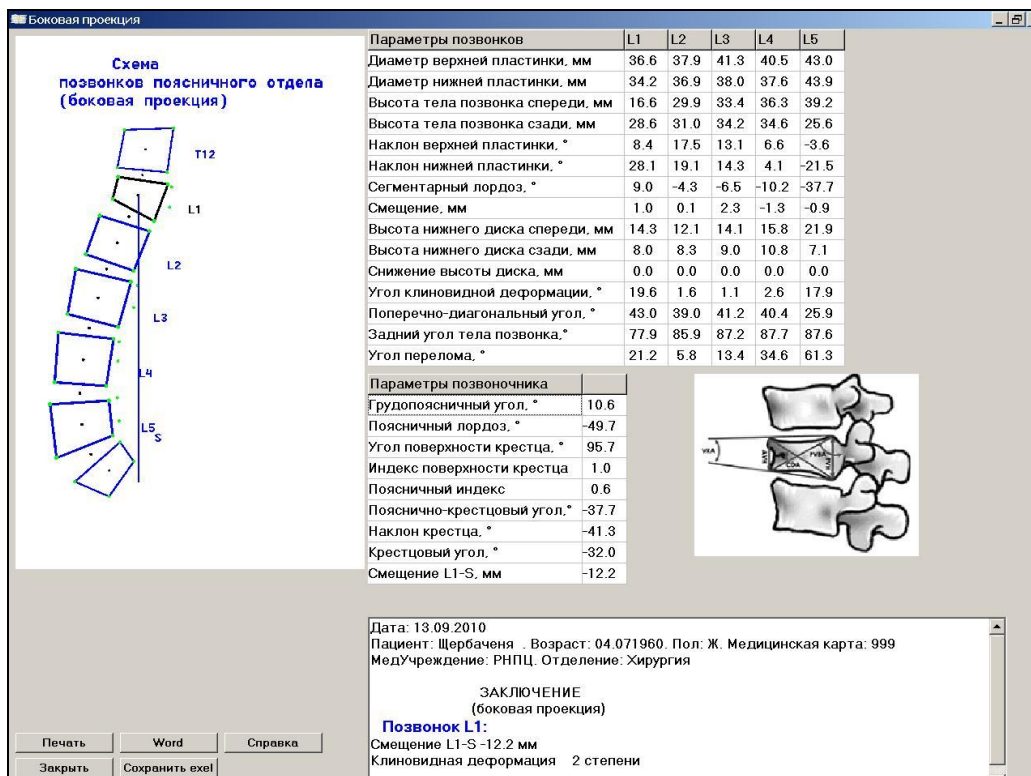 Боковая проекция
Схема
позвонков поясничного отдела
(боковая проекция)
T12
L1
L2
L3
L4
L5
S
Параметры позвонков L1 L2 L3 L4 L5
Диаметр верхней пластинки, мм 36.6 37.9 41.3 40.5 43.0
Диаметр нижней пластинки, мм 34.2 36.9 38.0 37.6 43.9
Высота тела позвонка спереди, мм 16.6 29.9 33.4 36.3 39.2
Высота тела позвонка сзади, мм 28.6 31.0 34.2 34.6 25.6
Наклон верхней пластинки, ° 8.4 17.5 13.1 6.6 -3.6
Наклон нижней пластинки, ° 28.1 19.1 14.3 4.1 -21.5
Сегментарный лордоз, ° 9.0 -4.3 -6.5 -10.2 -37.7
Смещение, мм 1.0 0.1 2.3 -1.3 -0.9
Высота нижнего диска спереди, мм 14.3 12.1 14.1 15.8 21.9
Высота нижнего диска сзади, мм 8.0 8.3 9.0 10.8 7.1
Снижение высоты диска, мм 0.0 0.0 0.0 0.0 0.0
Угол клиновидной деформации, ° 19.6 1.6 1.1 2.6 17.9
Поперечно-диагональный угол, ° 43.0 39.0 41.2 40.4 25.9
Задний угол тела позвонка,° 77.9 85.9 87.2 87.7 87.6
Угол перелома, ° 21.2 5.8 13.4 34.6 61.3
Параметры позвоночника
Грудопоясничный угол, ° 10.6
Поясничный лордоз, ° -49.7
Угол поверхности крестца, ° 95.7
Индекс поверхности крестца 1.0
Поясничный индекс 0.6
Пояснично-крестцовый угол,° -37.7
Наклон крестца, ° -41.3
Крестцовый угол, ° -32.0
Смещение L1-S, мм -12.2
VKA
AVH
CDA
PVBA
Дата: 13.09.2010
Пациент: Щербаченя . Возраст: 04.071960. Пол: Ж. Медицинская карта: 999
МедУчреждение: РНПЦ. Отделение: Хирургия
ЗАКЛЮЧЕНИЕ
(боковая проекция)
Позвонок L1:
Смещение L1-S -12.2 мм
Клиновидная деформация 2 степени
Печать Word Справка
Закрыть Сохранить exel